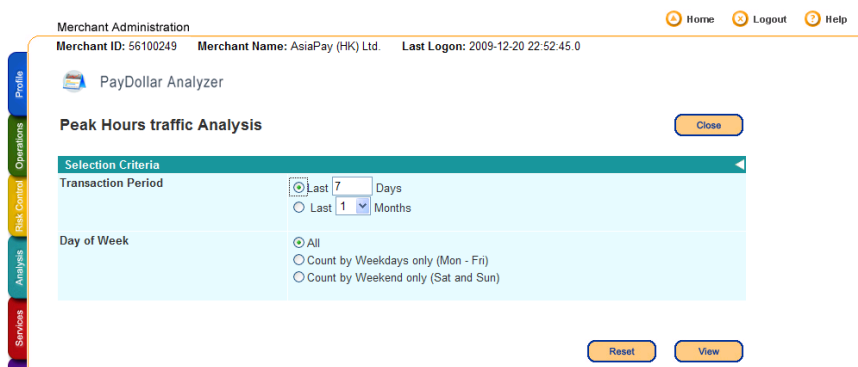 Home Logout Help
Merchant Administration
Merchant ID: 56100249 Merchant Name: AsiaPay (HK) Ltd. Last Logon: 2009-12-20 22:52:45.0
Profile
PayDollar Analyzer
Peak Hours traffic Analysis
Close
Operations
Selection Criteria
Transaction Period
Last 7 Days
Last 1 Months
Risk Control
Day of Week
All
Count by Weekdays only (Mon - Fri)
Count by Weekend only (Sat and Sun)
Analysis
Services
Reset View